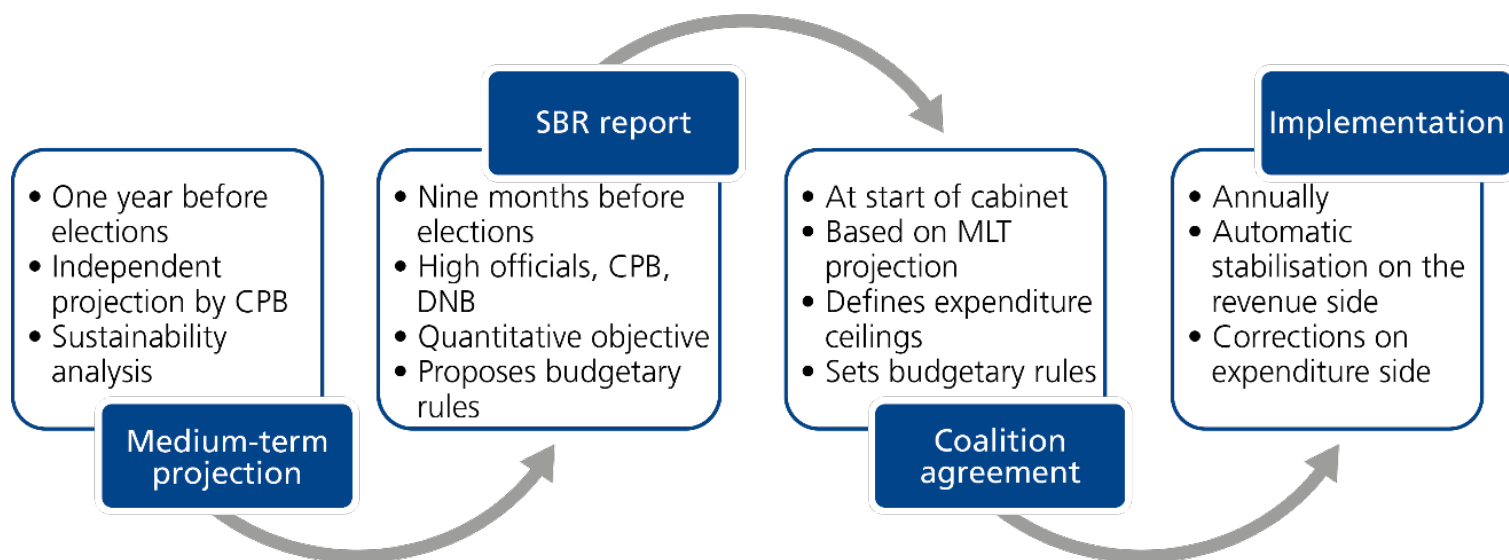 • One year before
elections
• Independent
projection by CPB
• Sustainability
analysis
Medium-term
projection
SBR report
• Nine months before
elections
• High officials, CPB,
DNB
• Quantitative objective
• Proposes budgetary
rules
• At start of cabinet
• Based on MLT
projection
• Defines expenditure
ceilings
• Sets budgetary rules
Coalition
agreement
Implementation
• Annually
• Automatic
stabilisation on the
revenue side
• Corrections on
expenditure side